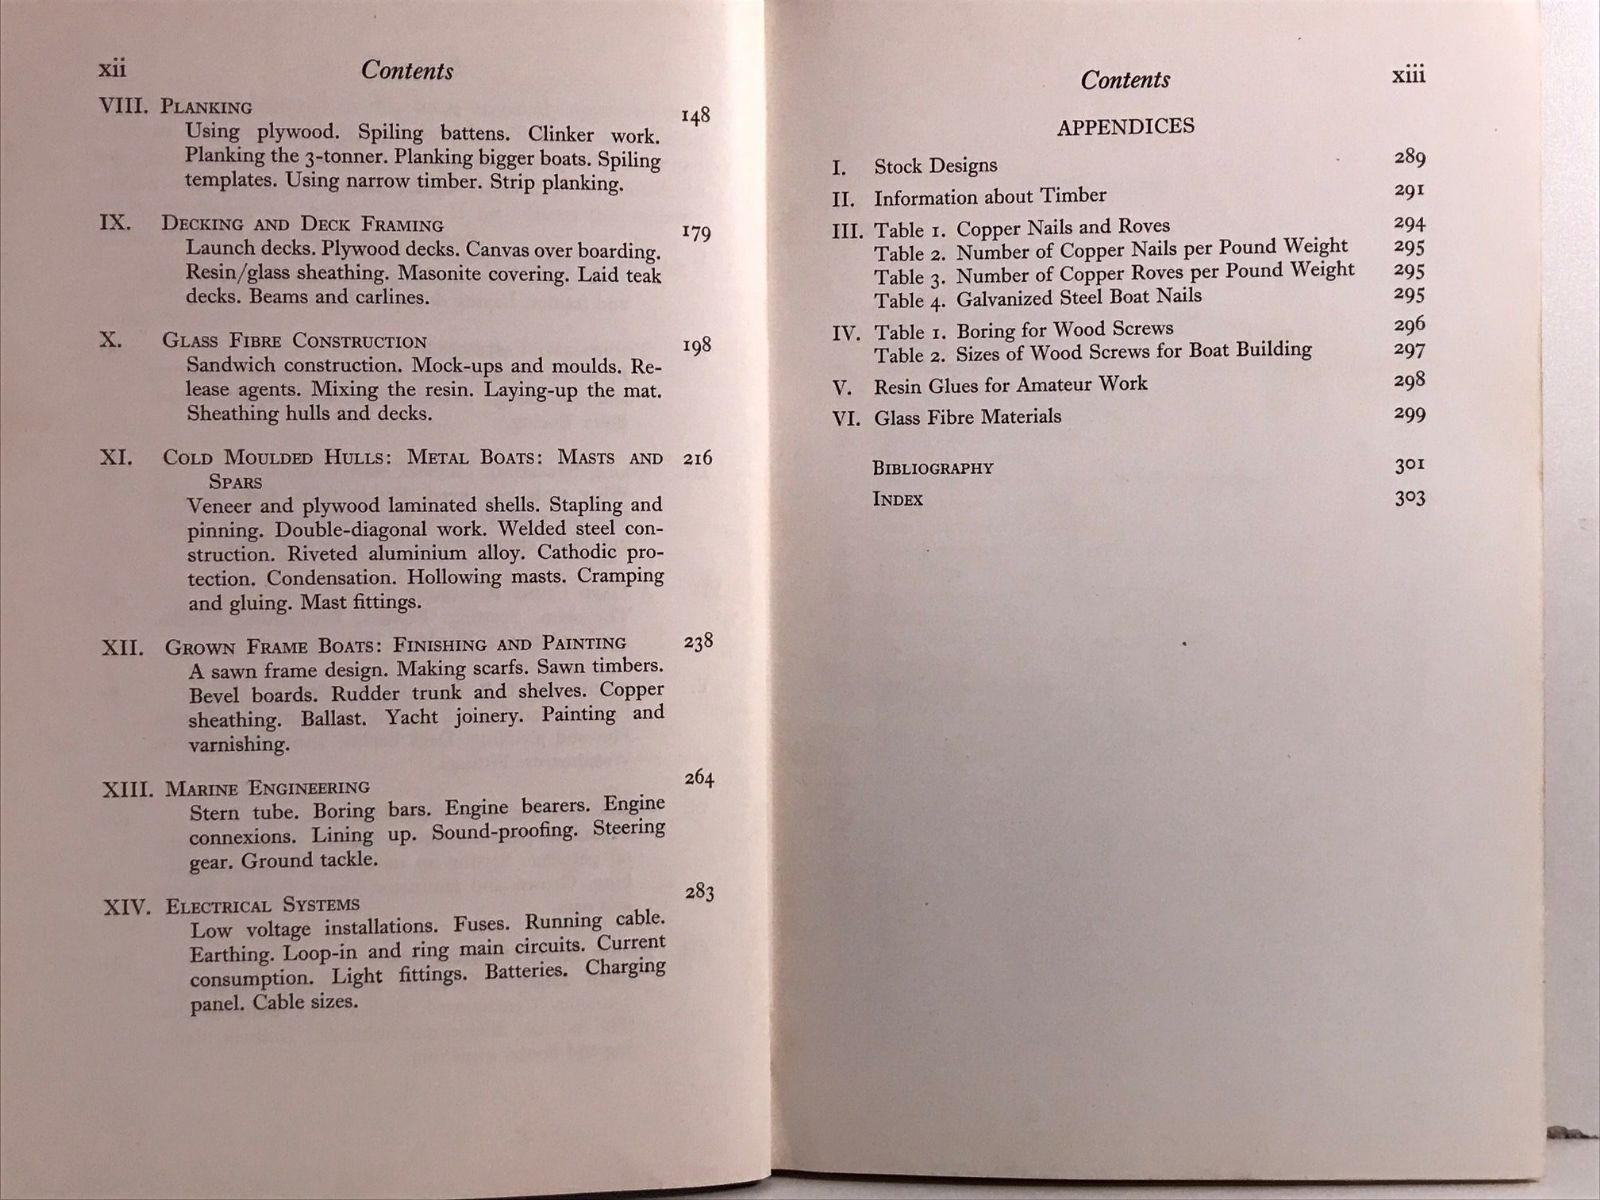 xii Contents
VIII. PLANKING 148
Using plywood. Spiling battens. Clinker work.
Planking the 3-tonner. Planking bigger boats. Spiling
templates. Using narrow timber. Strip planking.
IX. DECKING AND DECK FRAMING 179
Launch decks. Plywood decks. Canvas over boarding.
Resin/glass sheathing. Masonite covering. Laid teak
decks. Beams and carlines.
X. GLASS FIBRE CONSTRUCTION 198
Sandwich construction. Mock-ups and moulds. Re-
lease agents. Mixing the resin. Laying-up the mat.
Sheathing hulls and decks.
XI. COLD MOULDED HULLS: METAL BOATS: MASTS AND 216
SPARS
Veneer and plywood laminated shells. Stapling and
pinning. Double-diagonal work. Welded steel con-
struction. Riveted aluminium alloy. Cathodic pro-
tection. Condensation. Hollowing masts. Cramping
and gluing. Mast fittings.
XII. GROWN FRAME BOATS: FINISHING AND PAINTING 238
A sawn frame design. Making scarfs. Sawn timbers.
Bevel boards. Rudder trunk and shelves. Copper
sheathing. Ballast. Yacht joinery. Painting and
varnishing.
XIII. MARINE ENGINEERING 264
Stern tube. Boring bars. Engine bearers. Engine
connexions. Lining up. Sound-proofing. Steering
gear. Ground tackle.
XIV. ELECTRICAL SYSTEMS 283
Low voltage installations. Fuses. Running cable.
Earthing. Loop-in and ring main circuits. Current
consumption. Light fittings. Batteries. Charging
panel. Cable sizes.
Contents xiii
APPENDICES
I. Stock Designs 289
II. Information about Timber 291
III. Table 1. Copper Nails and Roves 294
Table 2. Number of Copper Nails per Pound Weight 295
Table 3. Number of Copper Roves per Pound Weight 295
Table 4. Galvanized Steel Boat Nails 295
IV. Table 1. Boring for Wood Screws 296
Table 2. Sizes of Wood Screws for Boat Building 297
V. Resin Glues for Amateur Work 298
VI. Glass Fibre Materials 299
BIBLIOGRAPHY 301
INDEX 303